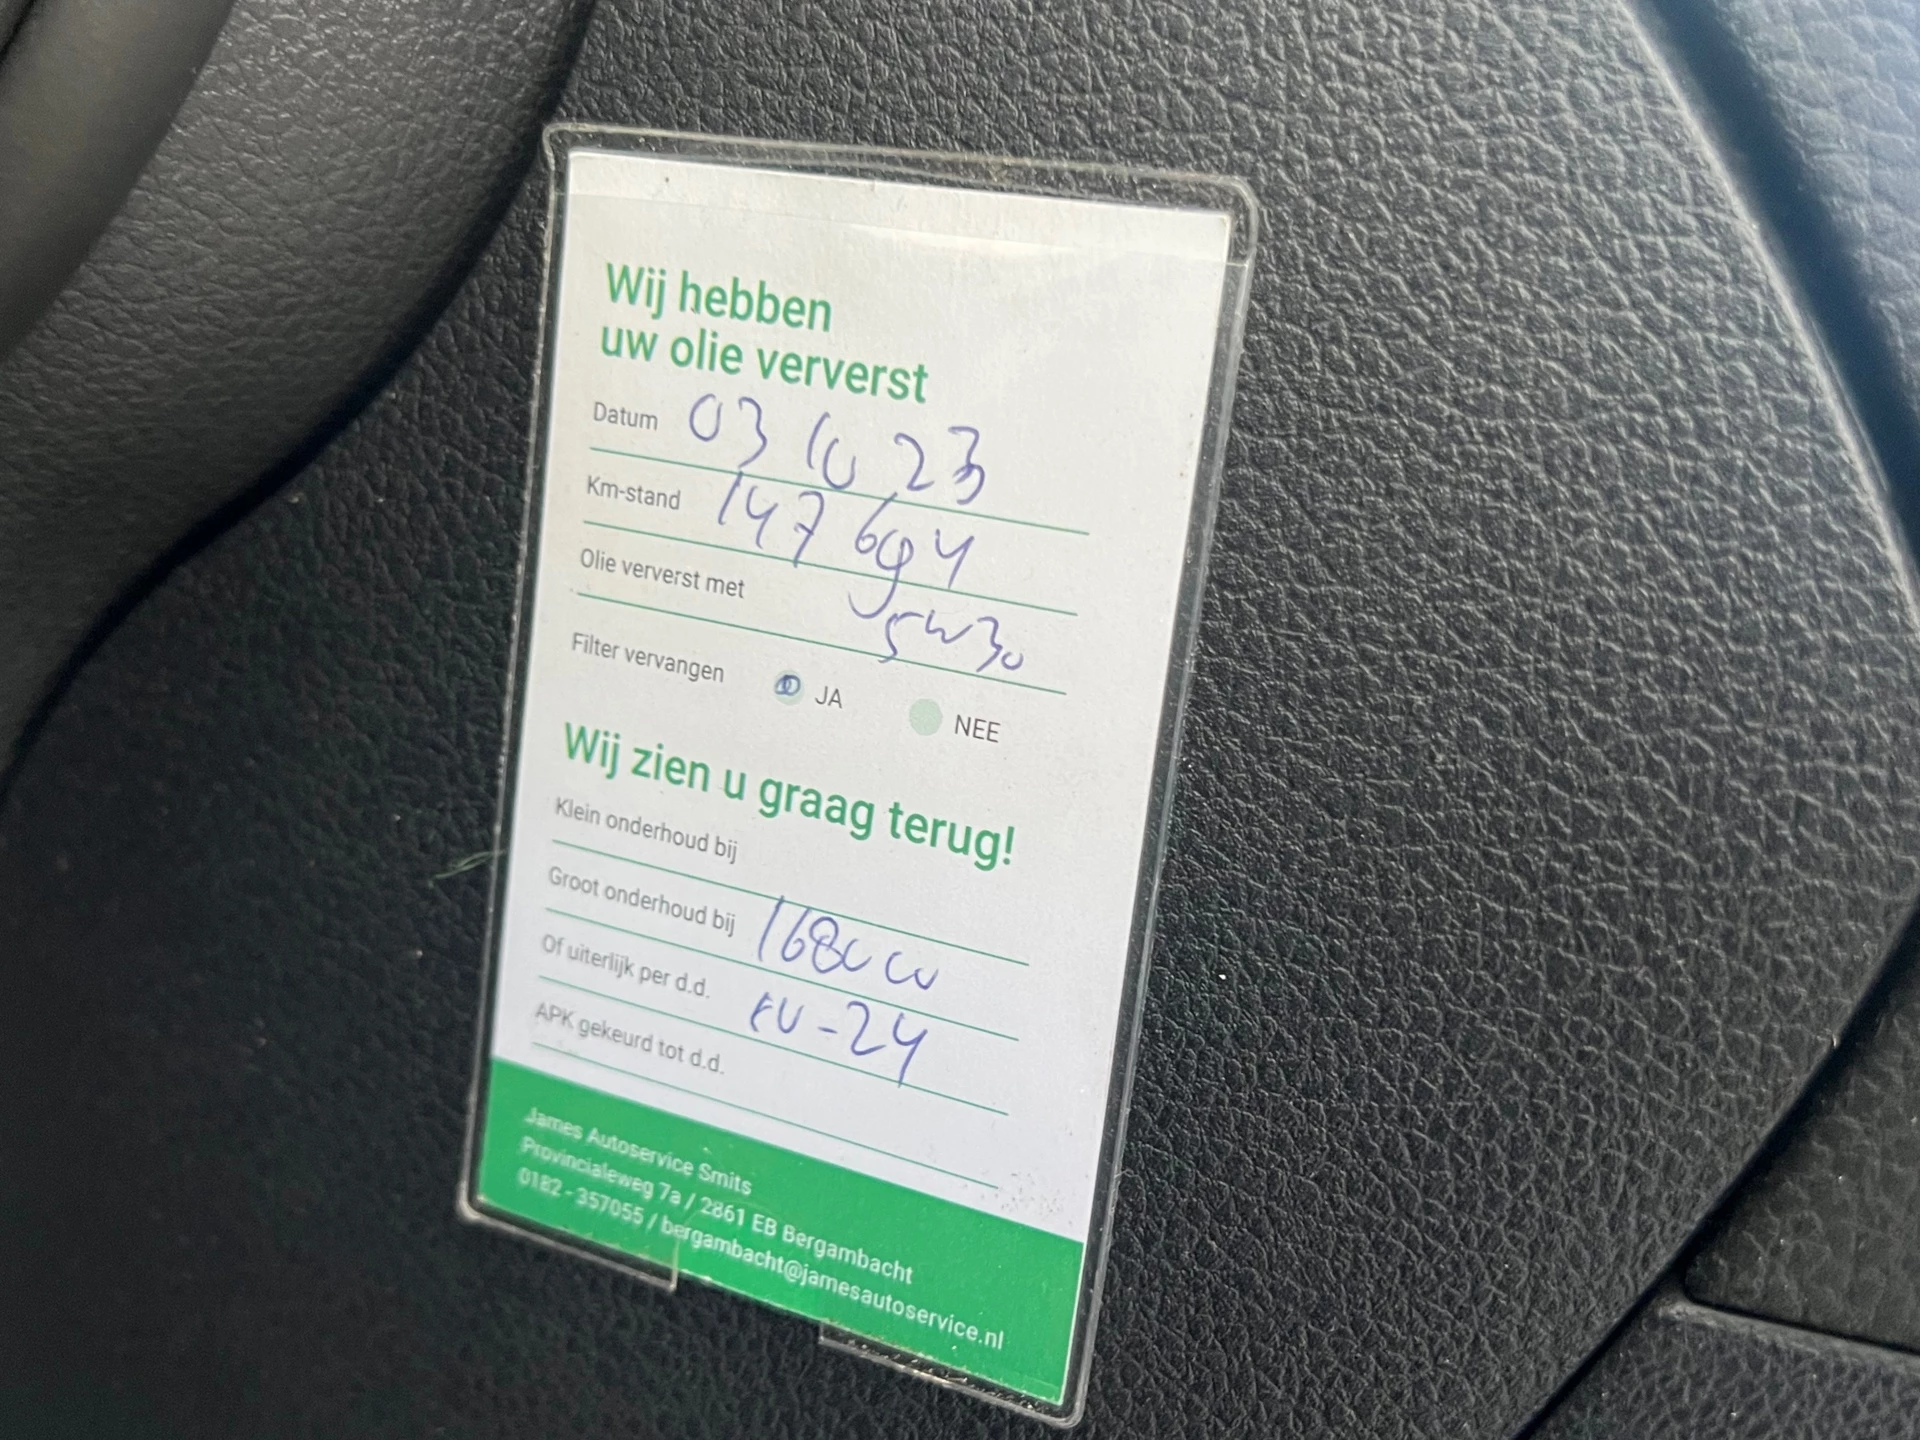 Wij hebben
uw olie ververst
Datum 03 10 23
Km-stand 147 694
Olie ververst met 5W30
Filter vervangen JA NEE
Wij zien u graag terug!
Klein onderhoud bij
Groot onderhoud bij 168000
Of uiterlijk per d.d. 10-24
APK gekeurd tot d.d.
James Autoservice Smits
Provincialeweg 7a / 2861 EB Bergambacht
0182 - 357055 / bergambacht@jamesautoservice.nl